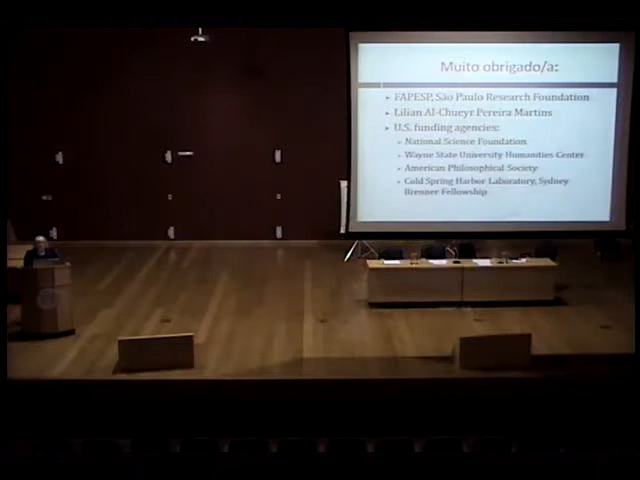 Muito obrigado/a:
FAPESP, São Paulo Research Foundation
Lilian Al-Chueyr Pereira Martins
U.S. funding agencies:
National Science Foundation
Wayne State University Humanities Center
American Philosophical Society
Cold Spring Harbor Laboratory, Sydney
Brenner Fellowship